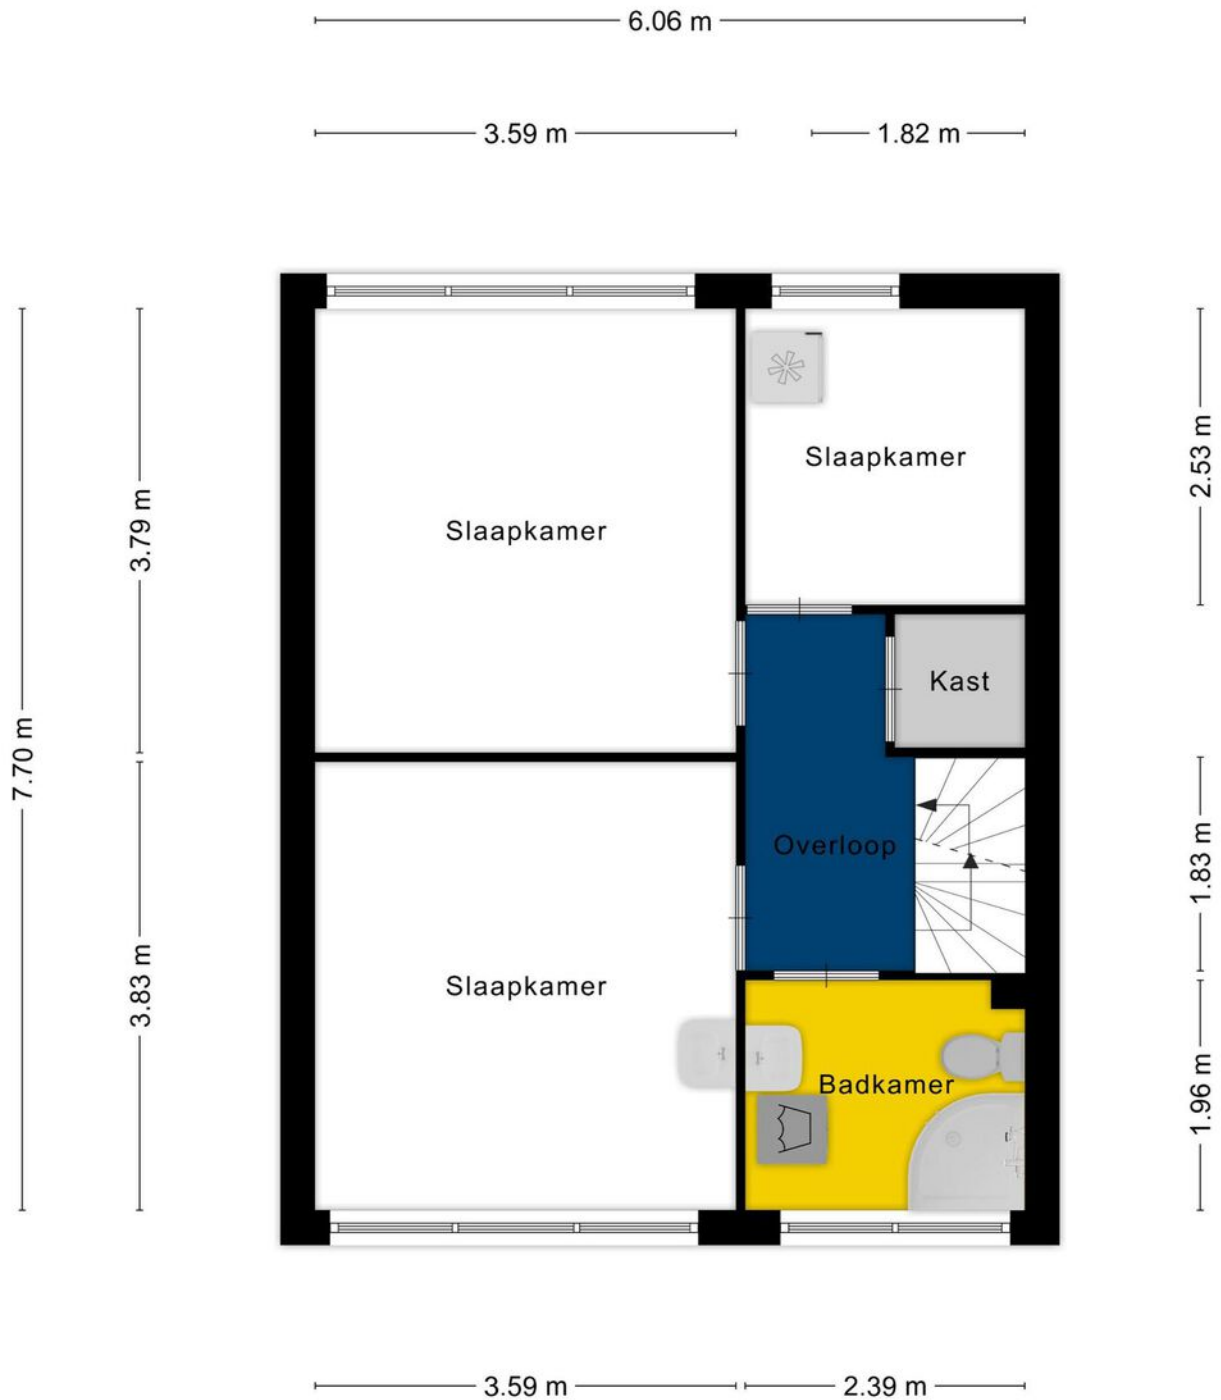 6.06 m
3.59 m
1.82 m
Slaapkamer
2.53 m
3.79 m
Slaapkamer
Kast
7.70 m
Overloop
1.83 m
3.83 m
Slaapkamer
Badkamer
1.96 m
3.59 m
2.39 m